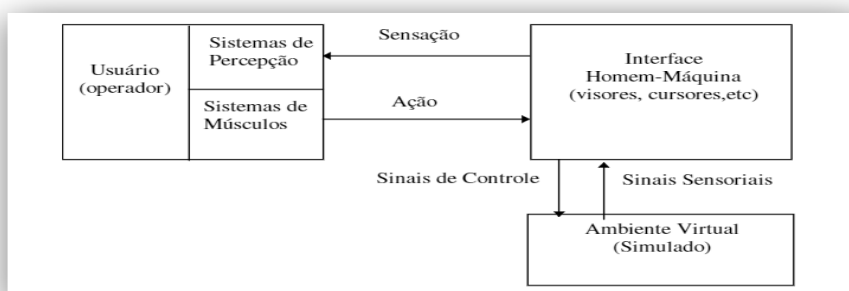 Usuário
(operador)
Sistemas de
Percepção
Sistemas de
Músculos
Sensação
Ação
Interface
Homem-Máquina
(visores, cursores,etc)
Sinais de Controle
Sinais Sensoriais
Ambiente Virtual
(Simulado)